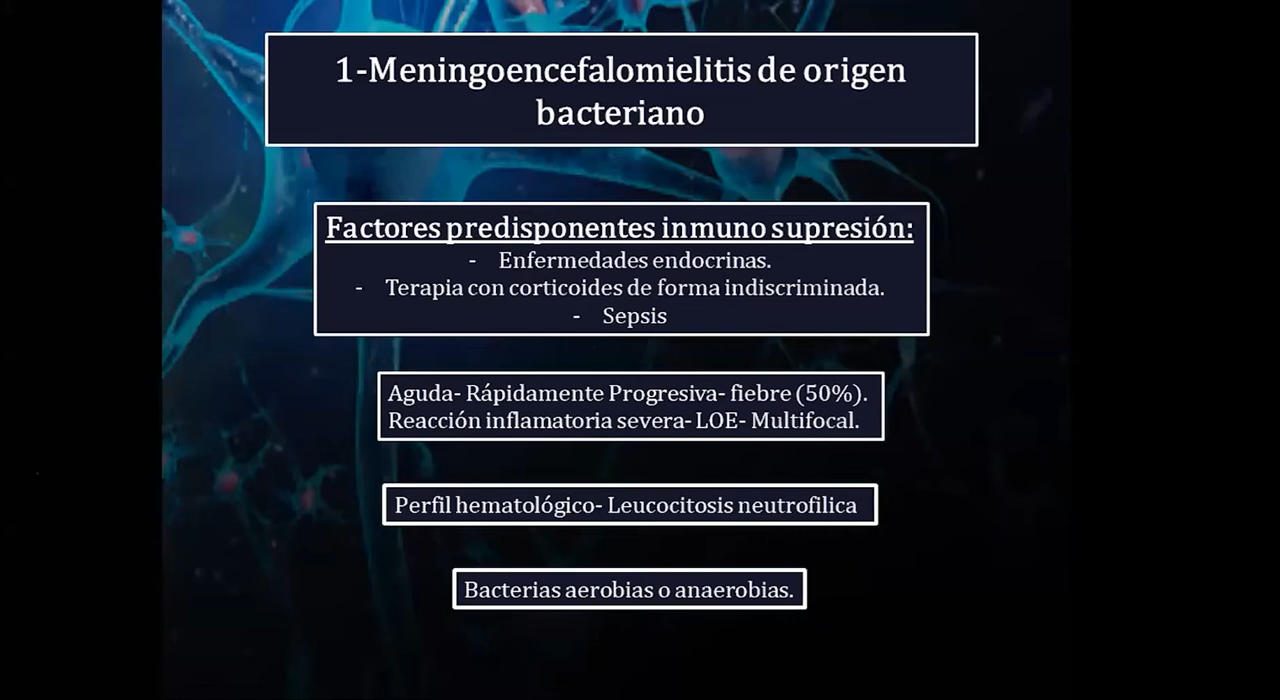 1-Meningoencefalomielitis de origen
bacteriano
Factores predisponentes inmuno supresión:
- Enfermedades endocrinas.
- Terapia con corticoides de forma indiscriminada.
- Sepsis
Aguda- Rápidamente Progresiva- fiebre (50%).
Reacción inflamatoria severa- LOE- Multifocal.
Perfil hematológico- Leucocitosis neutrofilica
Bacterias aerobias o anaerobias.